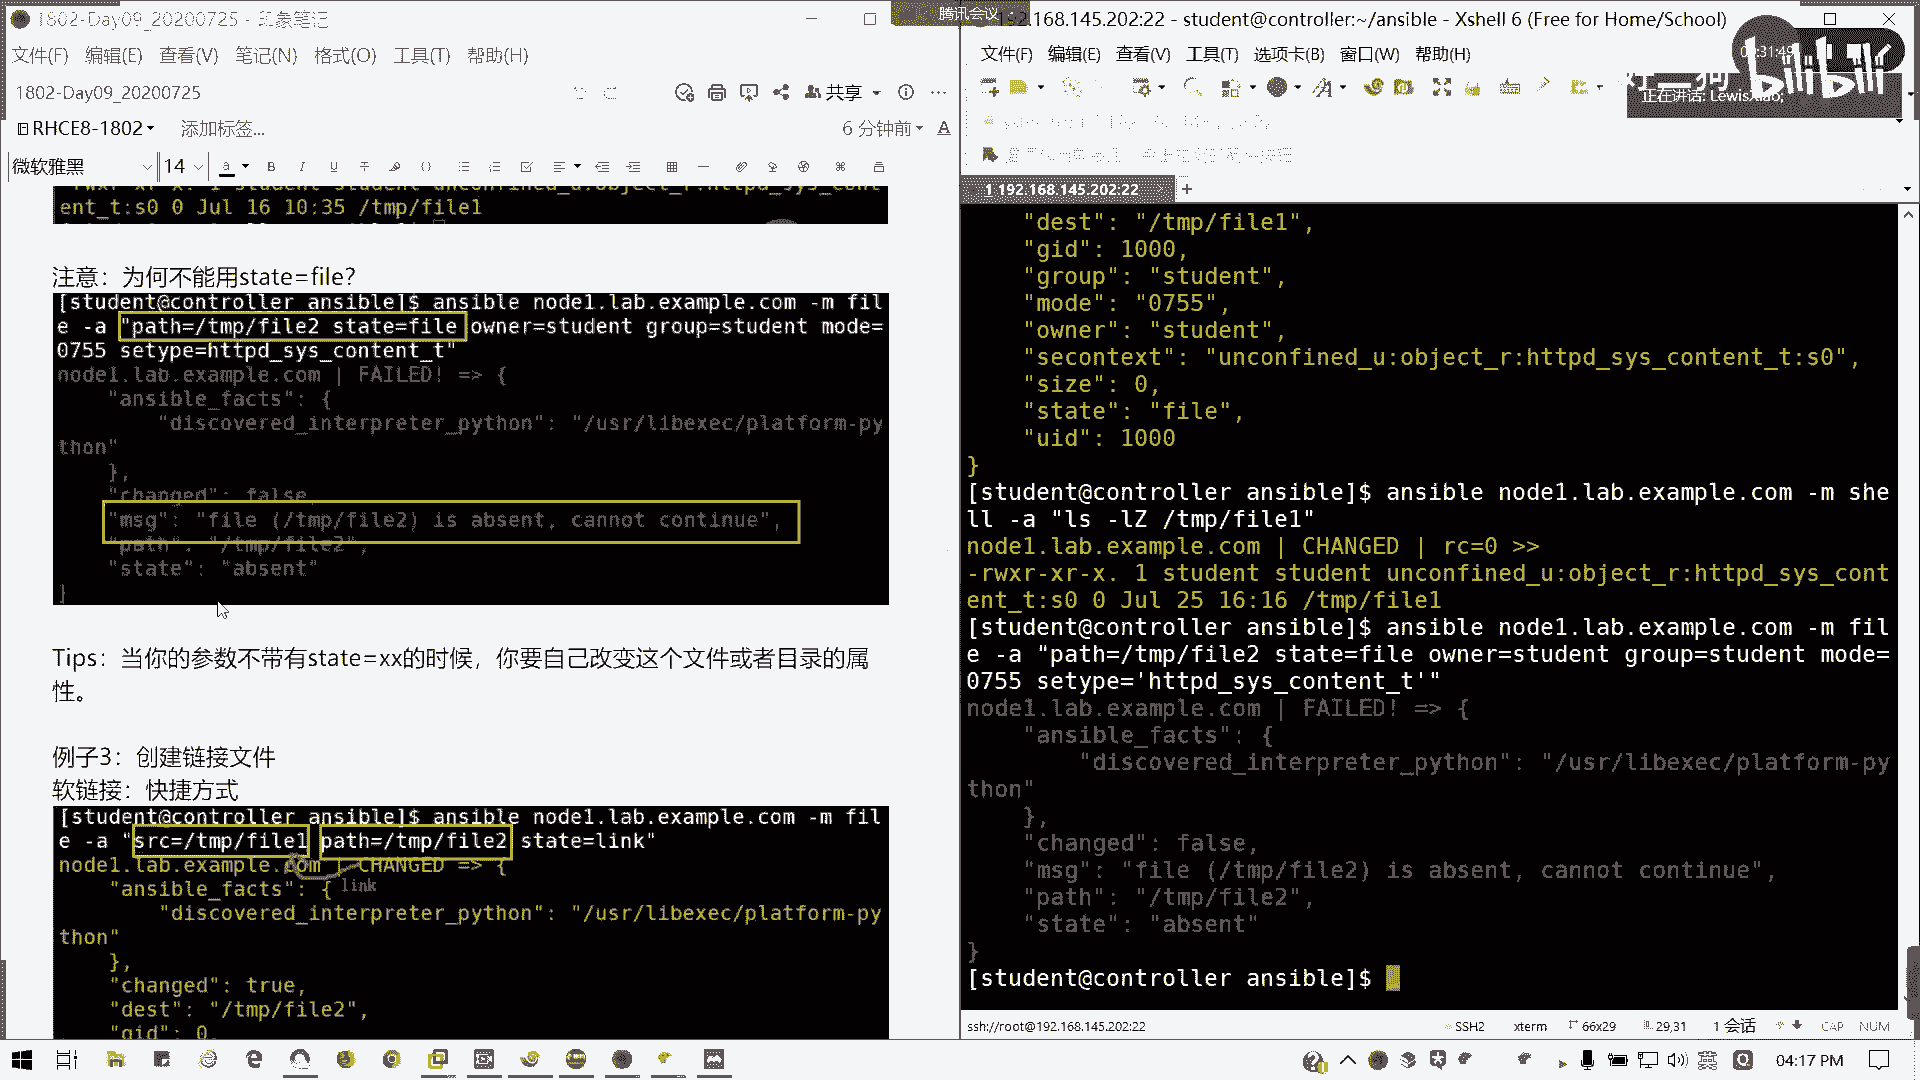 1802-Day09_20200725 - 印象笔记
文件(F) 编辑(E) 查看(V) 笔记(N) 格式(O) 工具(T) 帮助(H)
1802-Day09_20200725
共享
RHCE8-1802
添加标签...
6 分钟前
微软雅黑
14
ent_t:s0 0 Jul 16 10:35 /tmp/file1
注意：为何不能用state=file？
[student@controller ansible]$ ansible node1.lab.example.com -m fil
e -a "path=/tmp/file2 state=file owner=student group=student mode=
0755 setype=httpd_sys_content_t"
node1.lab.example.com | FAILED! => {
"ansible_facts": {
"discovered_interpreter_python": "/usr/libexec/platform-py
thon"
},
"changed": false,
"msg": "file (/tmp/file2) is absent, cannot continue",
"path": "/tmp/file2",
"state": "absent"
}
Tips：当你的参数不带有state=xx的时候，你要自己改变这个文件或者目录的属
性。
例子3：创建链接文件
软链接：快捷方式
[student@controller ansible]$ ansible node1.lab.example.com -m fil
e -a "src=/tmp/file1 path=/tmp/file2 state=link"
node1.lab.example.com | CHANGED => {
"ansible_facts": {
link
"discovered_interpreter_python": "/usr/libexec/platform-py
thon"
},
"changed": true,
"dest": "/tmp/file2",
"gid": 0,
腾讯会议
192.168.145.202:22 - student@controller:~/ansible - Xshell 6 (Free for Home/School)
文件(F) 编辑(E) 查看(V) 工具(T) 选项卡(B) 窗口(W) 帮助(H)
bilibili
正在讲话: LewisXiao;
1 192.168.145.202:22
"dest": "/tmp/file1",
"gid": 1000,
"group": "student",
"mode": "0755",
"owner": "student",
"secontext": "unconfined_u:object_r:httpd_sys_content_t:s0",
"size": 0,
"state": "file",
"uid": 1000
}
[student@controller ansible]$ ansible node1.lab.example.com -m she
ll -a "ls -lZ /tmp/file1"
node1.lab.example.com | CHANGED | rc=0 >>
-rwxr-xr-x. 1 student student unconfined_u:object_r:httpd_sys_cont
ent_t:s0 0 Jul 25 16:16 /tmp/file1
[student@controller ansible]$ ansible node1.lab.example.com -m fil
e -a "path=/tmp/file2 state=file owner=student group=student mode=
0755 setype='httpd_sys_content_t'"
node1.lab.example.com | FAILED! => {
"ansible_facts": {
"discovered_interpreter_python": "/usr/libexec/platform-py
thon"
},
"changed": false,
"msg": "file (/tmp/file2) is absent, cannot continue",
"path": "/tmp/file2",
"state": "absent"
}
[student@controller ansible]$
ssh://root@192.168.145.202:22
SSH2 xterm 66x29 29,31 1 会话 CAP NUM
英
04:17 PM